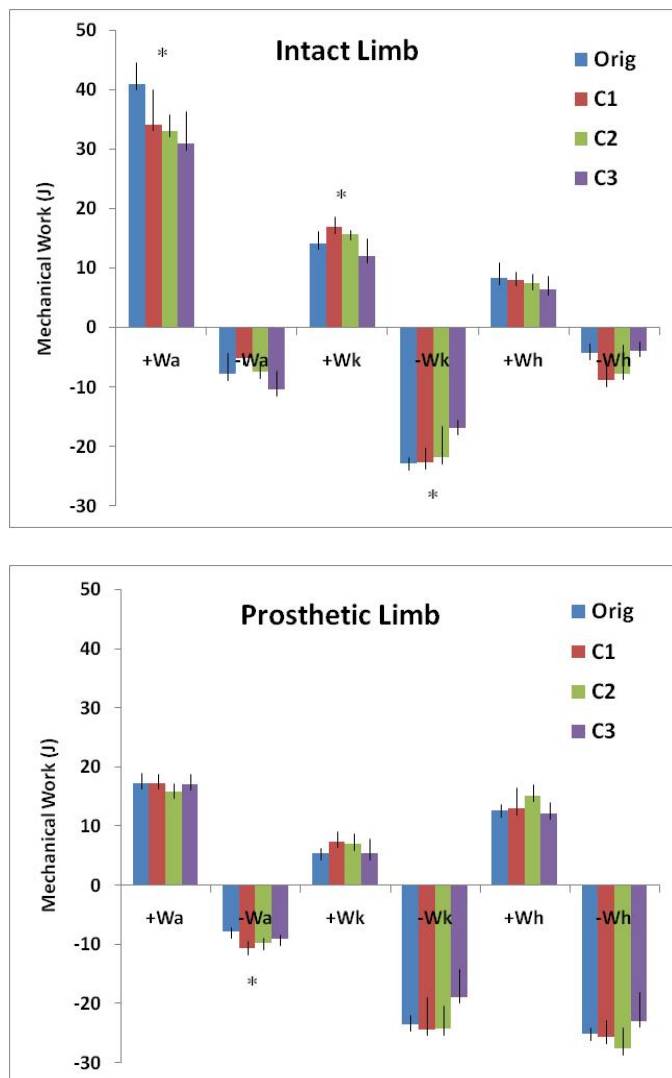 Intact Limb
Mechanical Work (J)
50
40
30
20
10
0
-10
-20
-30
*
*
*
+Wa
-Wa
+Wk
-Wk
+Wh
-Wh
Orig
C1
C2
C3
Prosthetic Limb
Mechanical Work (J)
50
40
30
20
10
0
-10
-20
-30
*
+Wa
-Wa
+Wk
-Wk
+Wh
-Wh
Orig
C1
C2
C3